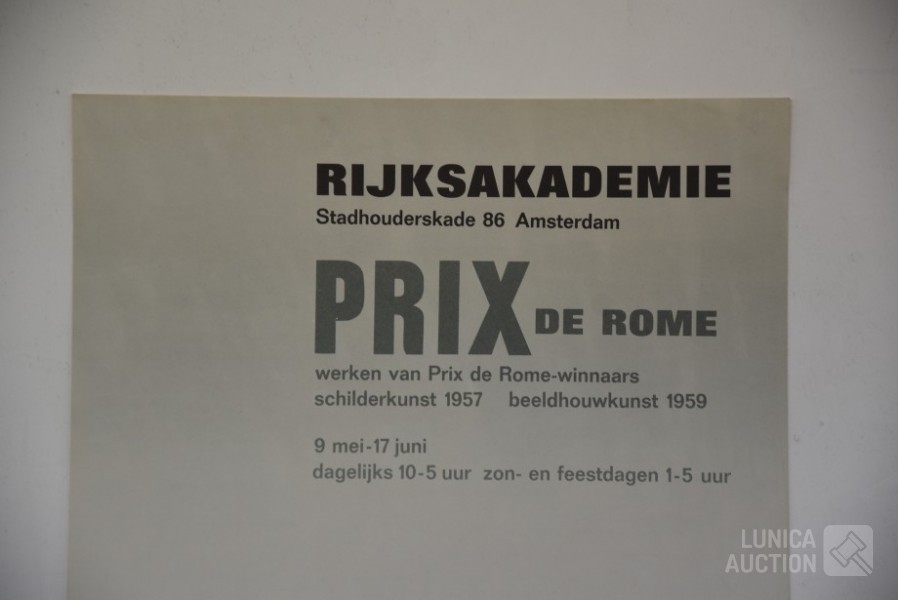 RIJKSAKADEMIE
Stadhouderskade 86 Amsterdam
PRIX DE ROME
werken van Prix de Rome-winnaars
schilderkunst 1957 beeldhouwkunst 1959
9 mei-17 juni
dagelijks 10-5 uur zon- en feestdagen 1-5 uur
LUNICA
AUCTION